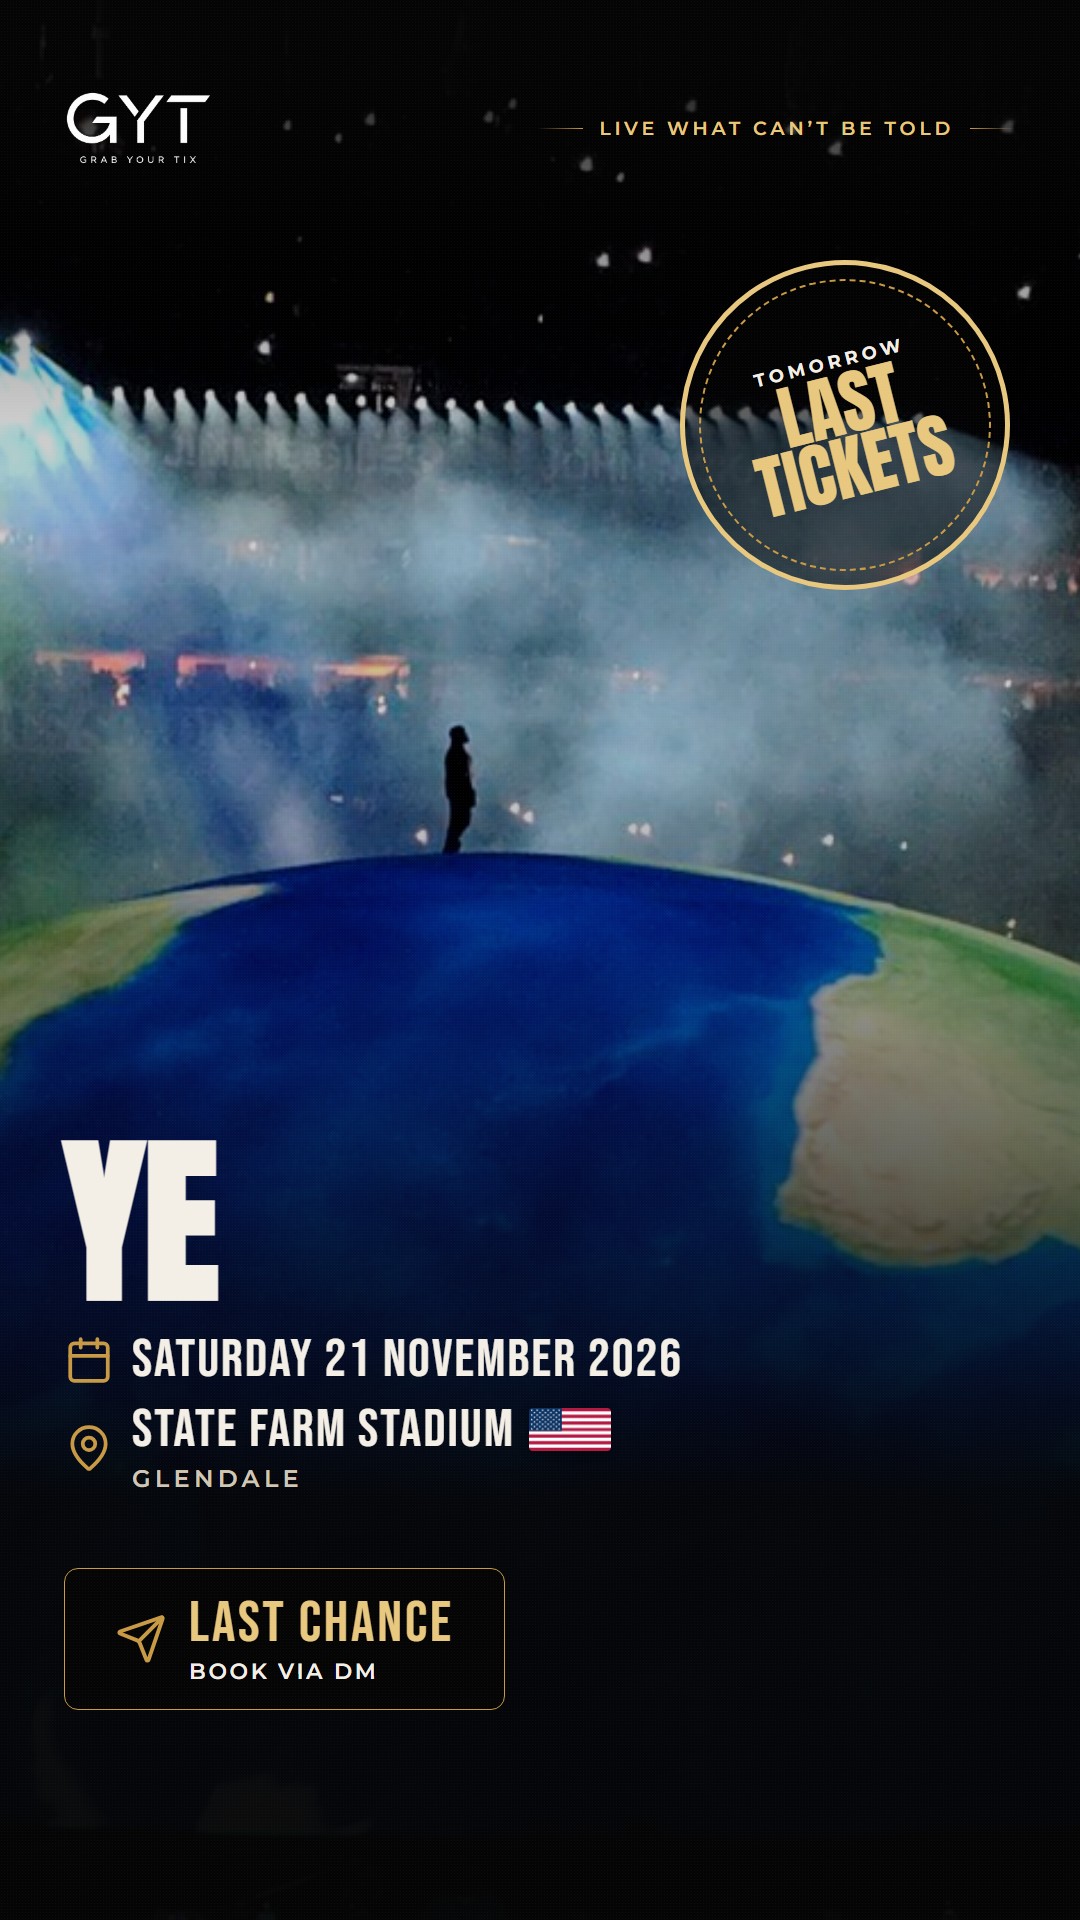 GYT
GRAB YOUR TIX
LIVE WHAT CAN'T BE TOLD
TOMORROW
LAST
TICKETS
YE
SATURDAY 21 NOVEMBER 2026
STATE FARM STADIUM
GLENDALE
LAST CHANCE
BOOK VIA DM